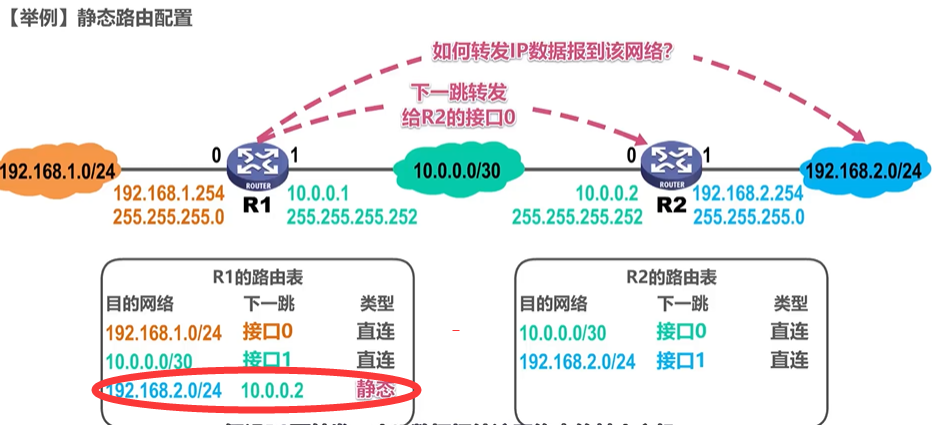 【举例】静态路由配置
如何转发IP数据报到该网络?
下一跳转发
给R2的接口0
192.168.1.0/24
0
1
10.0.0.0/30
0
1
192.168.2.0/24
ROUTER
ROUTER
192.168.1.254
255.255.255.0
R1
10.0.0.1
255.255.255.252
10.0.0.2
255.255.255.252
R2
192.168.2.254
255.255.255.0
R1的路由表
目的网络 下一跳 类型
192.168.1.0/24 接口0 直连
10.0.0.0/30 接口1 直连
192.168.2.0/24 10.0.0.2 静态
R2的路由表
目的网络 下一跳 类型
10.0.0.0/30 接口0 直连
192.168.2.0/24 接口1 直连